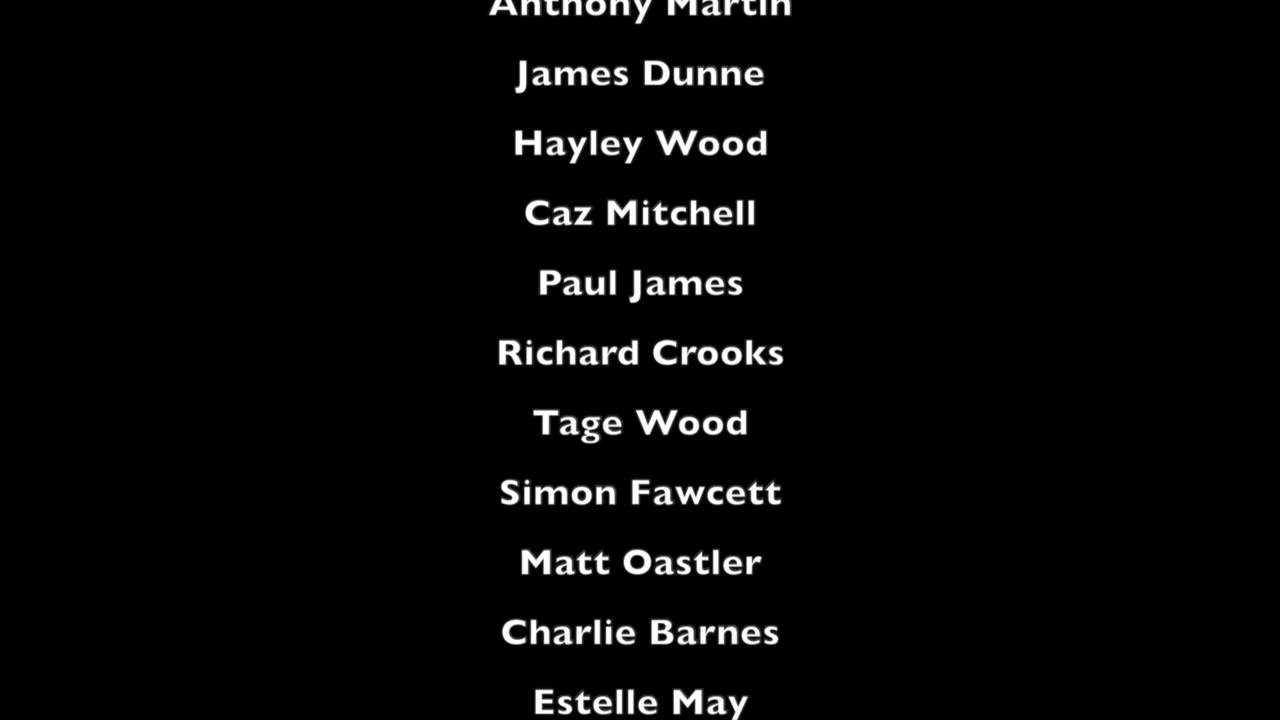 Anthony Martin
James Dunne
Hayley Wood
Caz Mitchell
Paul James
Richard Crooks
Tage Wood
Simon Fawcett
Matt Oastler
Charlie Barnes
Estelle May